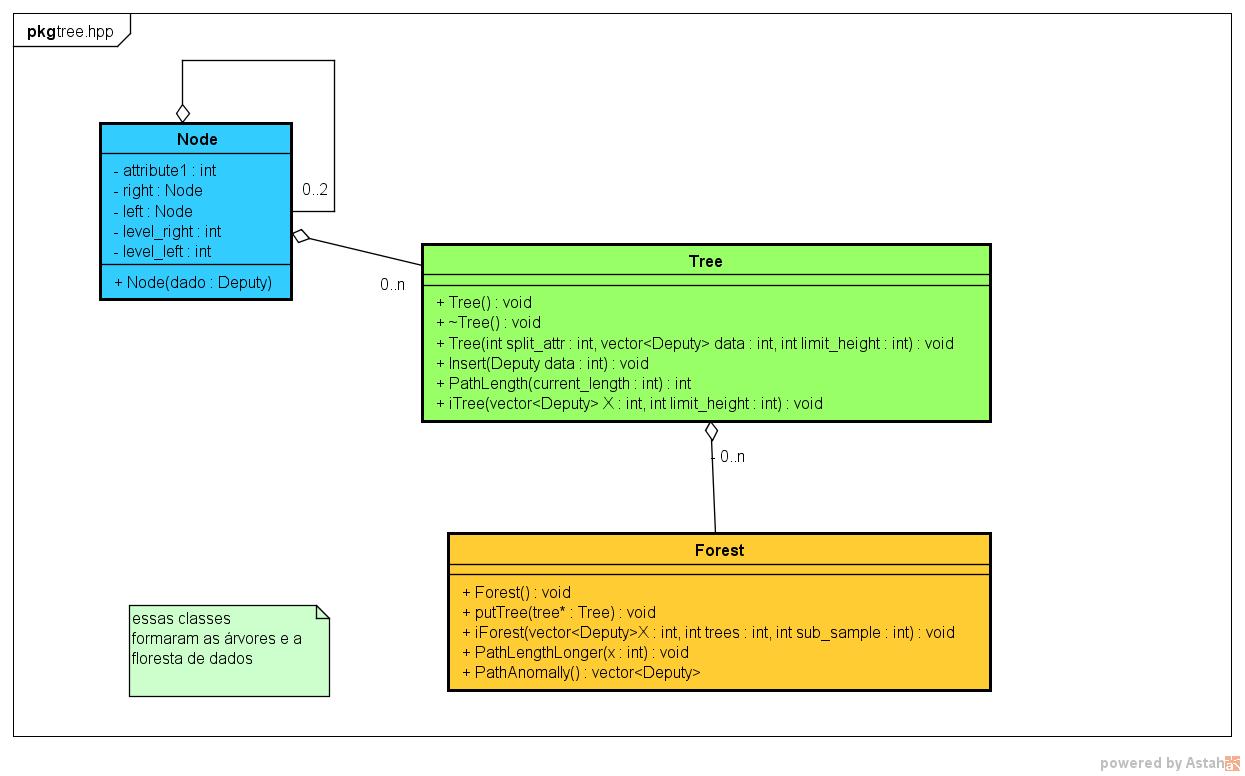 pkgtree.hpp
Node
- attribute1 : int
- right : Node
- left : Node
- level_right : int
- level_left : int
+ Node(dado : Deputy)
0..2
0..n
Tree
+ Tree() : void
+ ~Tree() : void
+ Tree(int split_attr : int, vector<Deputy> data : int, int limit_height : int) : void
+ Insert(Deputy data : int) : void
+ PathLength(current_length : int) : int
+ iTree(vector<Deputy> X : int, int limit_height : int) : void
- 0..n
Forest
+ Forest() : void
+ putTree(tree* : Tree) : void
+ iForest(vector<Deputy>X : int, int trees : int, int sub_sample : int) : void
+ PathLengthLonger(x : int) : void
+ PathAnomally() : vector<Deputy>
essas classes
formaram as árvores e a
floresta de dados
powered by Astah